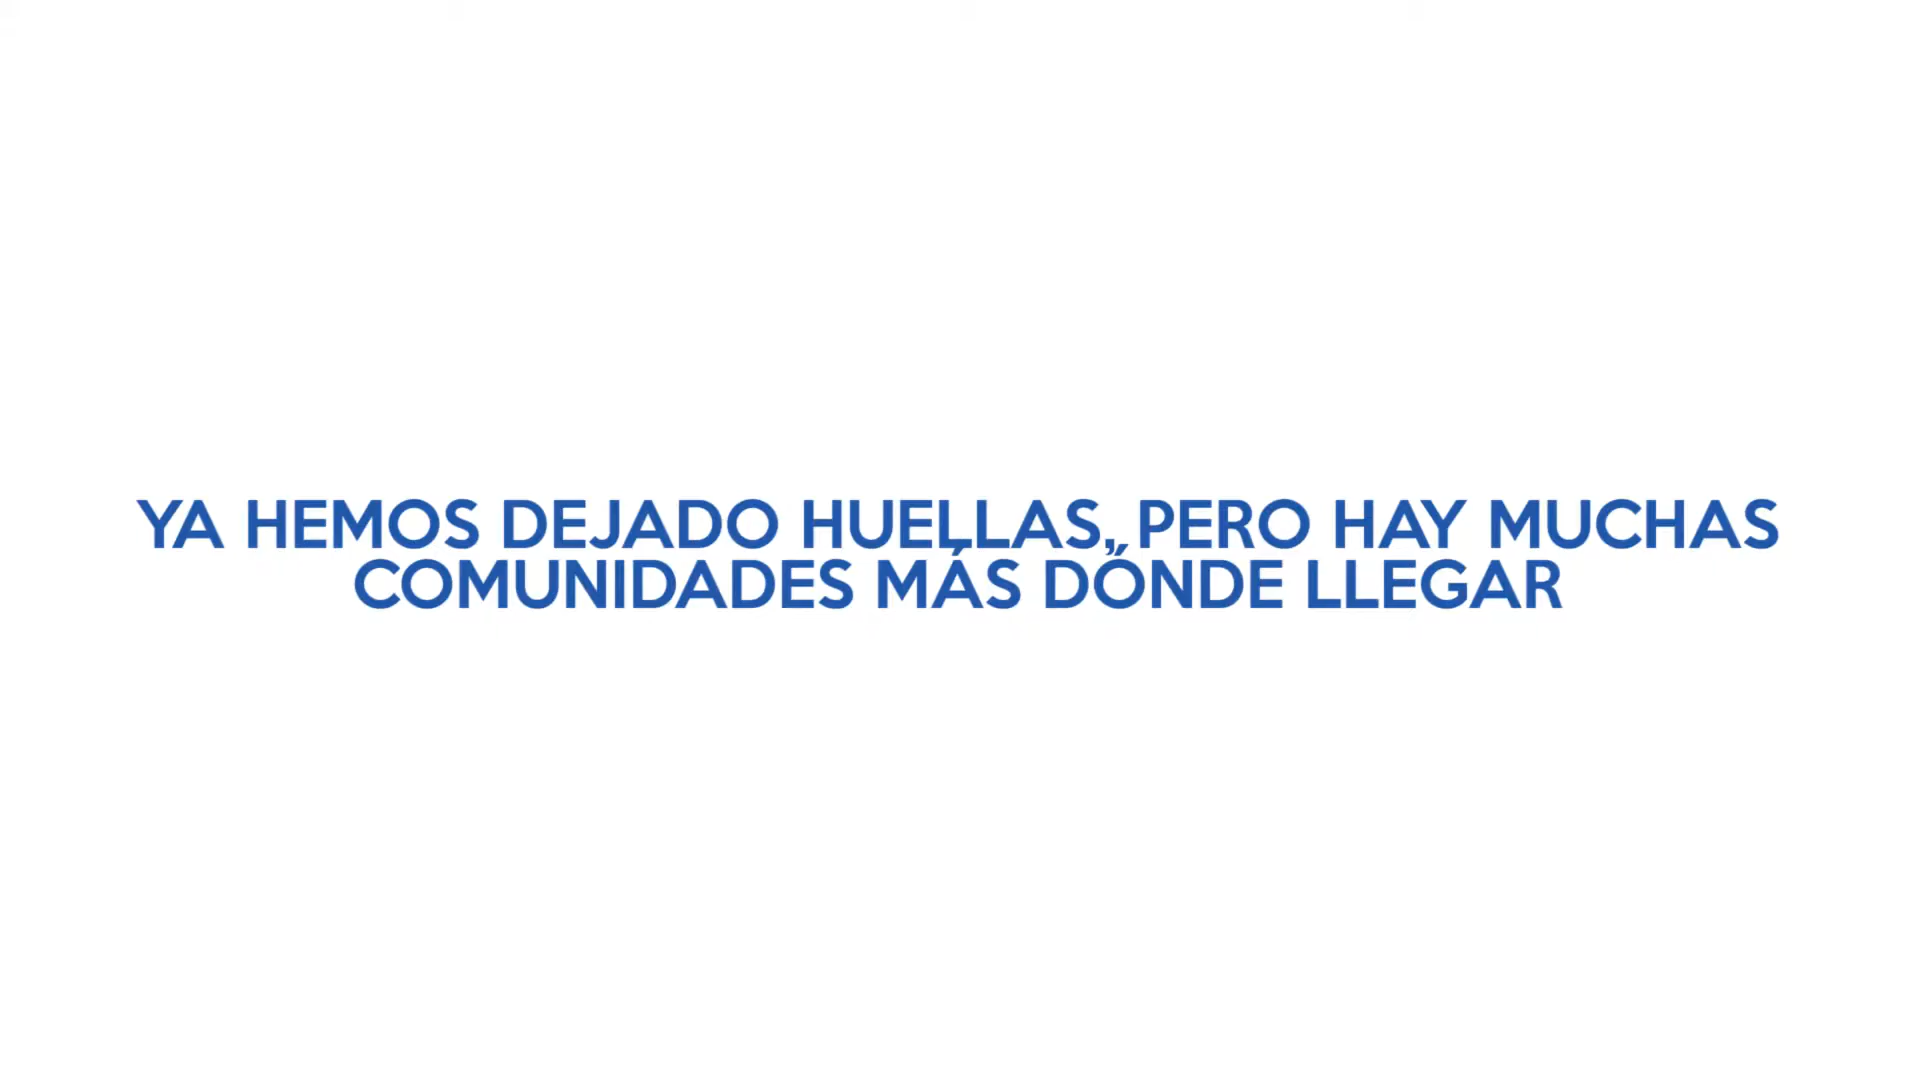 YA HEMOS DEJADO HUELLAS, PERO HAY MUCHAS
COMUNIDADES MÁS DÓNDE LLEGAR